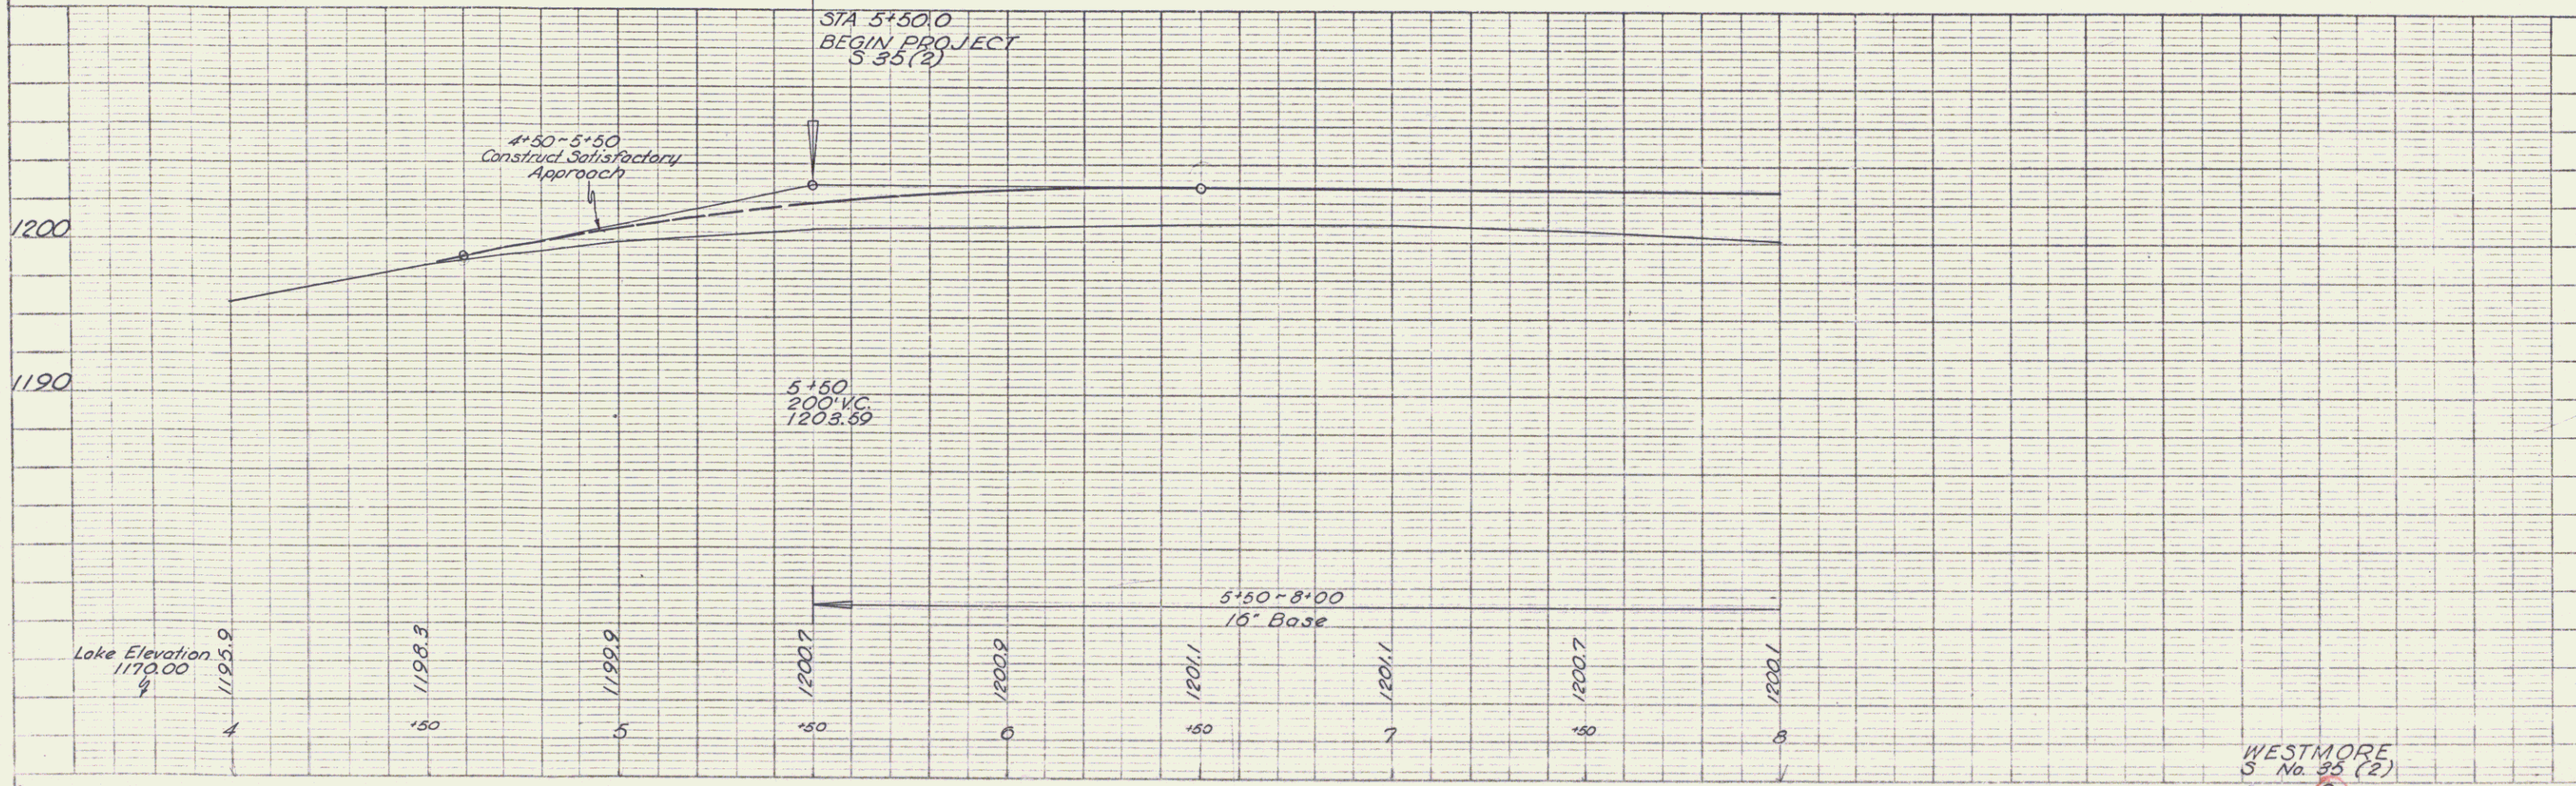 STA 5+50.0
BEGIN PROJECT
S 35(2)
4+50~5+50
Construct Satisfactory
Approach
1200
1190
5+50
200' V.C.
1203.59
5+50~8+00
16" Base
Lake Elevation
1170.00
1195.9
1198.3
1199.9
1200.7
1200.9
1201.1
1201.1
1200.7
1200.1
4
+50
5
+50
6
+50
7
+50
8
WESTMORE
S No. 35 (2)